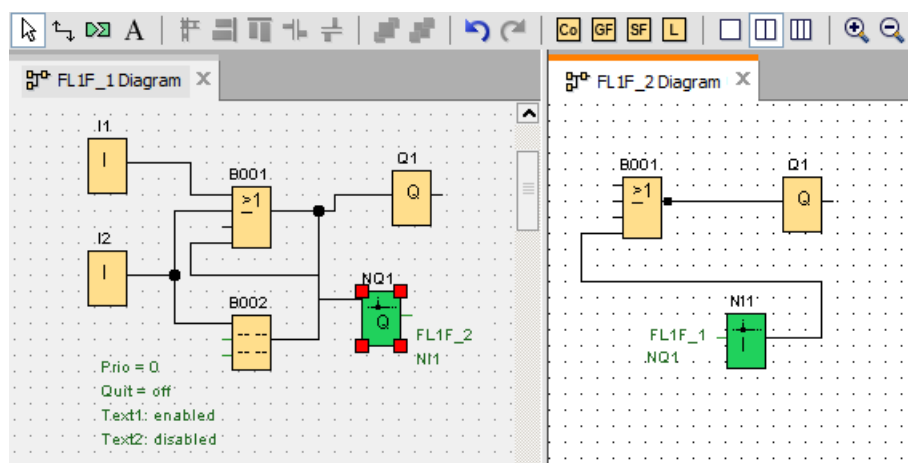 A
Co GF SF L
FL1F_1 Diagram
FL1F_2 Diagram
I1
I
B001
≥1
Q1
Q
I2
I
B002
NQ1
Q
FL1F_2
NI1
Prio = 0
Quit = off
Text1: enabled
Text2: disabled
B001
≥1
Q1
Q
NI1
I
FL1F_1
NQ1